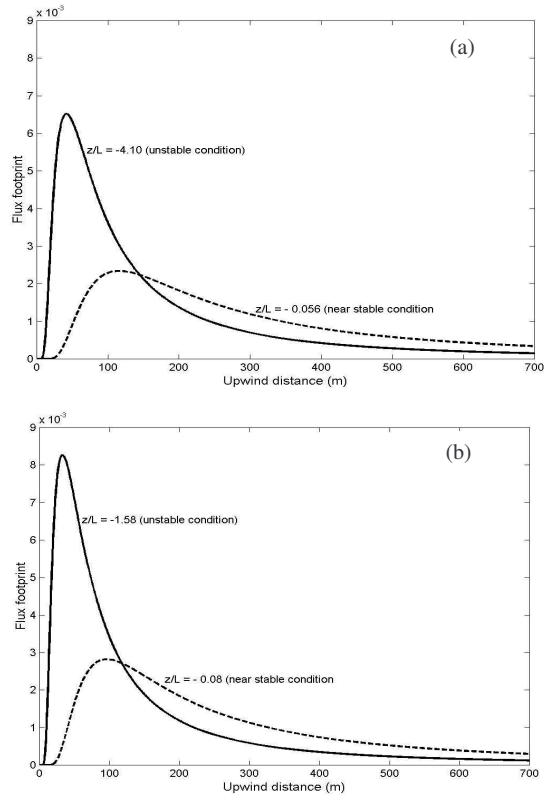 x 10^-3
(a)
9
8
7
6
5
4
3
2
1
0
Flux footprint
z/L = -4.10 (unstable condition)
z/L = - 0.056 (near stable condition
0 100 200 300 400 500 600 700
Upwind distance (m)
x 10^-3
(b)
9
8
7
6
5
4
3
2
1
0
Flux footprint
z/L = -1.58 (unstable condition)
z/L = - 0.08 (near stable condition
0 100 200 300 400 500 600 700
Upwind distance (m)